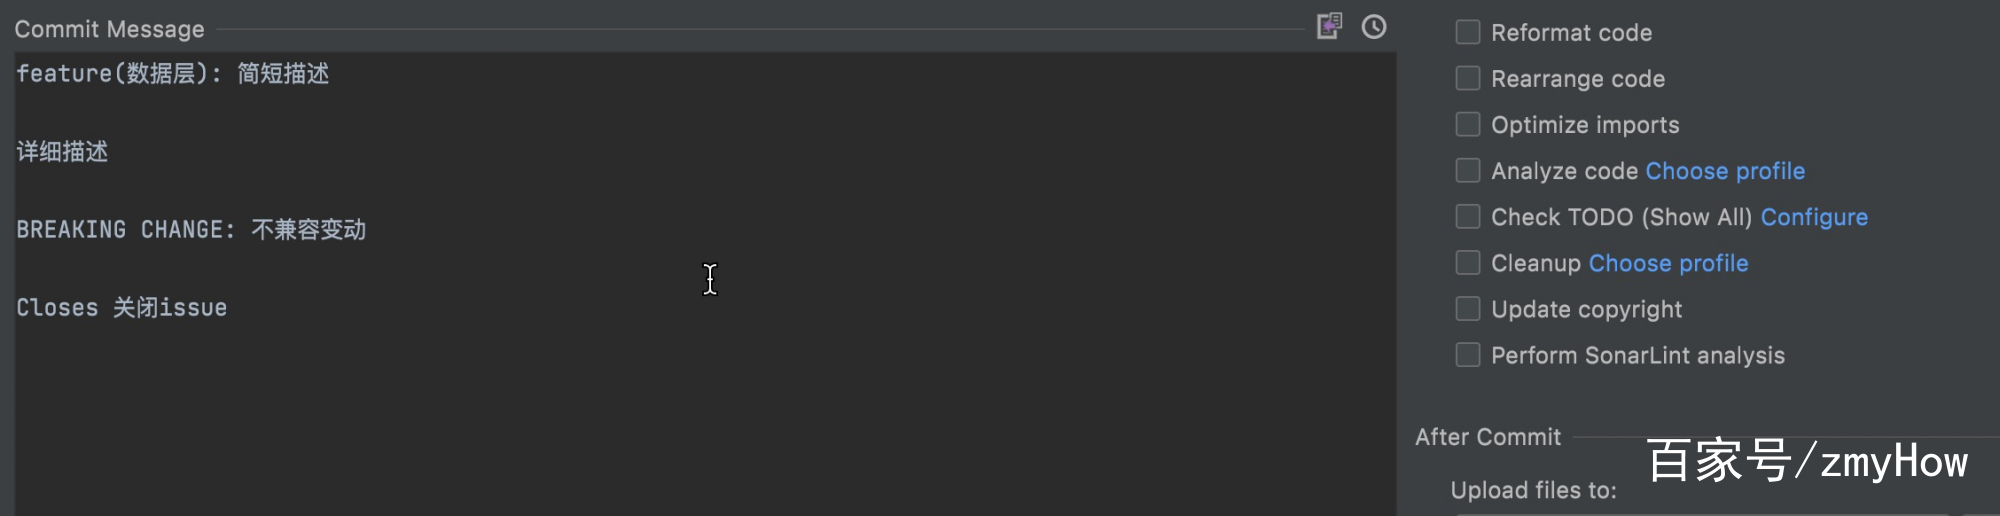 Commit Message
feature(数据层): 简短描述
详细描述
BREAKING CHANGE: 不兼容变动
Closes 关闭issue
Reformat code
Rearrange code
Optimize imports
Analyze code Choose profile
Check TODO (Show All) Configure
Cleanup Choose profile
Update copyright
Perform SonarLint analysis
After Commit
Upload files to:
百家号/zmyHow